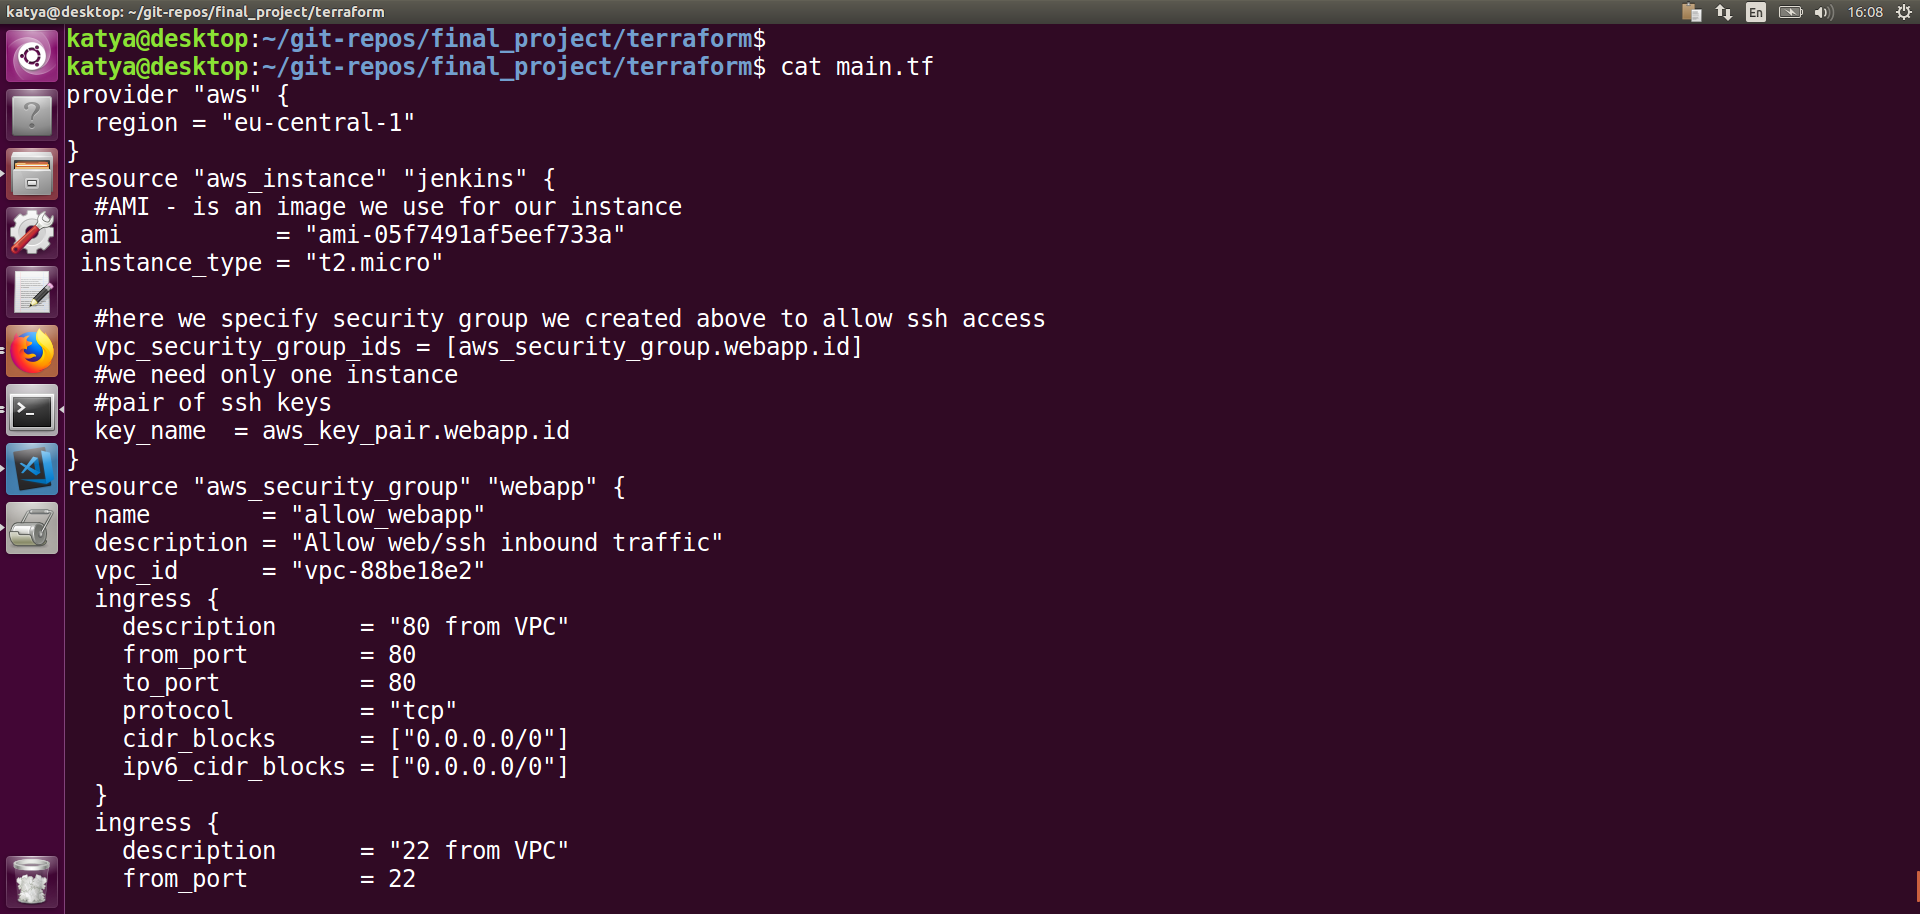 katya@desktop: ~/git-repos/final_project/terraform
En
16:08
katya@desktop:~/git-repos/final_project/terraform$
katya@desktop:~/git-repos/final_project/terraform$ cat main.tf
provider "aws" {
  region = "eu-central-1"
}
resource "aws_instance" "jenkins" {
  #AMI - is an image we use for our instance
 ami           = "ami-05f7491af5eef733a"
 instance_type = "t2.micro"

  #here we specify security group we created above to allow ssh access
  vpc_security_group_ids = [aws_security_group.webapp.id]
  #we need only one instance
  #pair of ssh keys
  key_name  = aws_key_pair.webapp.id
}
resource "aws_security_group" "webapp" {
  name        = "allow_webapp"
  description = "Allow web/ssh inbound traffic"
  vpc_id      = "vpc-88be18e2"
  ingress {
    description      = "80 from VPC"
    from_port        = 80
    to_port          = 80
    protocol         = "tcp"
    cidr_blocks      = ["0.0.0.0/0"]
    ipv6_cidr_blocks = ["0.0.0.0/0"]
  }
  ingress {
    description      = "22 from VPC"
    from_port        = 22